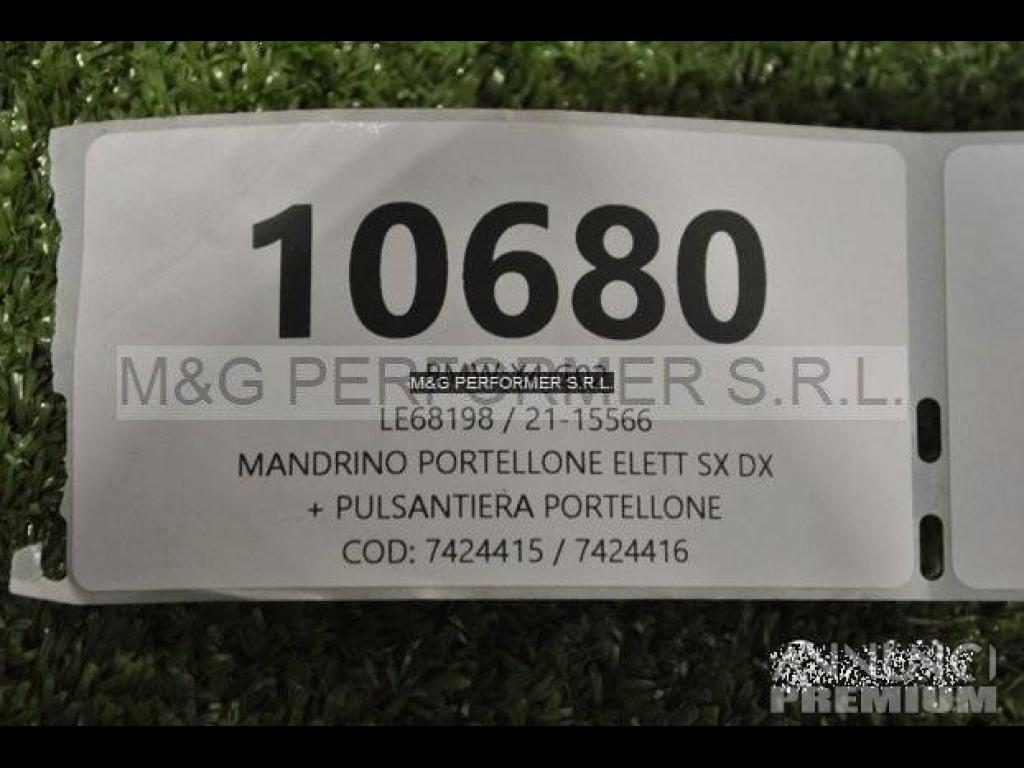 10680
M&G PERFORMER S.R.L.
M&G PERFORMER S.R.L.
LE68198 / 21-15566
MANDRINO PORTELLONE ELETT SX DX
+ PULSANTIERA PORTELLONE
COD: 7424415 / 7424416
PREMIUM